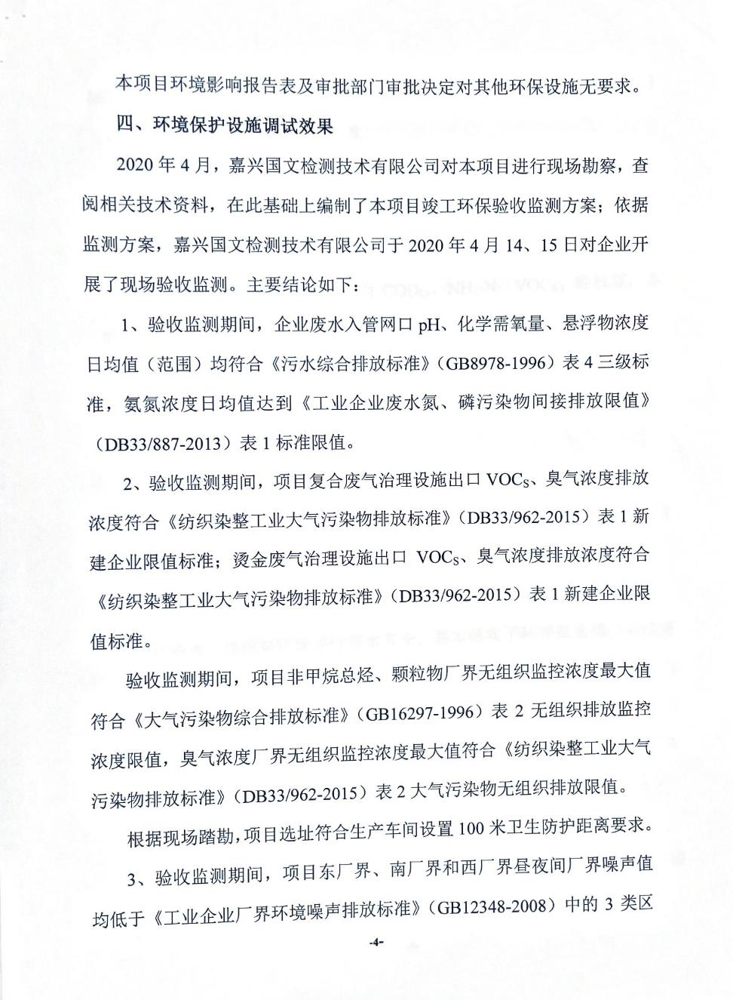 本项目环境影响报告表及审批部门审批决定对其他环保设施无要求。
四、环境保护设施调试效果
2020 年 4 月，嘉兴国文检测技术有限公司对本项目进行现场勘察，查
阅相关技术资料，在此基础上编制了本项目竣工环保验收监测方案；依据
监测方案，嘉兴国文检测技术有限公司于 2020 年 4 月 14、15 日对企业开
展了现场验收监测。主要结论如下：
1、验收监测期间，企业废水入管网口 pH、化学需氧量、悬浮物浓度
日均值（范围）均符合《污水综合排放标准》（GB8978-1996）表 4 三级标
准，氨氮浓度日均值达到《工业企业废水氮、磷污染物间接排放限值》
（DB33/887-2013）表 1 标准限值。
2、验收监测期间，项目复合废气治理设施出口 VOCs、臭气浓度排放
浓度符合《纺织染整工业大气污染物排放标准》（DB33/962-2015）表 1 新
建企业限值标准；烫金废气治理设施出口 VOCs、臭气浓度排放浓度符合
《纺织染整工业大气污染物排放标准》（DB33/962-2015）表 1 新建企业限
值标准。
验收监测期间，项目非甲烷总烃、颗粒物厂界无组织监控浓度最大值
符合《大气污染物综合排放标准》（GB16297-1996）表 2 无组织排放监控
浓度限值，臭气浓度厂界无组织监控浓度最大值符合《纺织染整工业大气
污染物排放标准》（DB33/962-2015）表 2 大气污染物无组织排放限值。
根据现场踏勘，项目选址符合生产车间设置 100 米卫生防护距离要求。
3、验收监测期间，项目东厂界、南厂界和西厂界昼夜间厂界噪声值
均低于《工业企业厂界环境噪声排放标准》（GB12348-2008）中的 3 类区
-4-